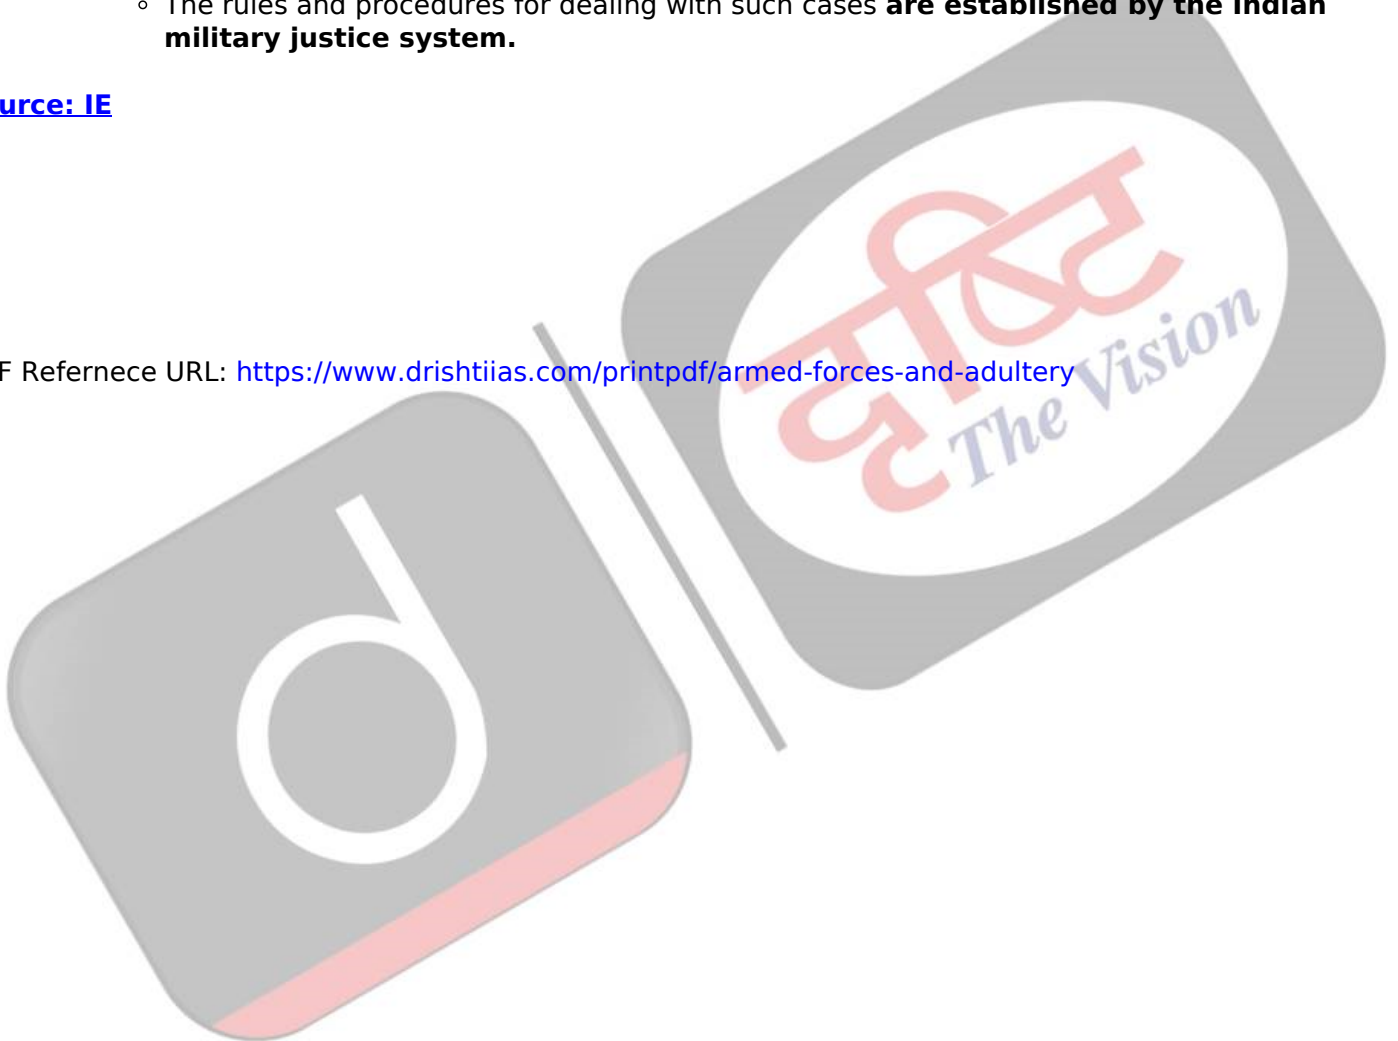 The rules and procedures for dealing with such cases are established by the Indian
military justice system.
urce: IE
F Refernece URL: https://www.drishtiias.com/printpdf/armed-forces-and-adultery
दृष्टि
The Vision
d